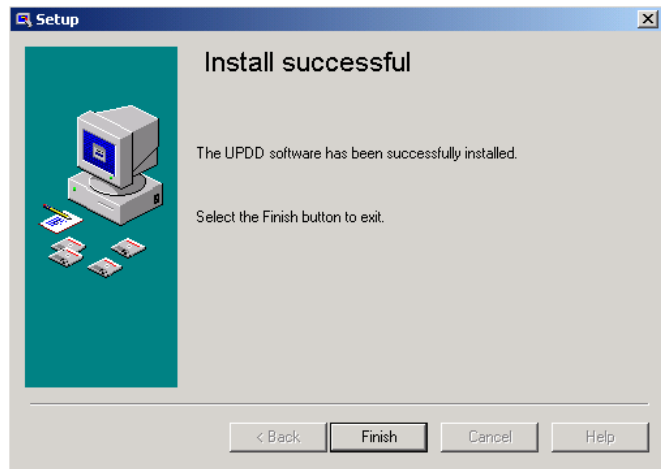 Setup
Install successful
The UPDD software has been successfully installed.
Select the Finish button to exit.
< Back
Finish
Cancel
Help